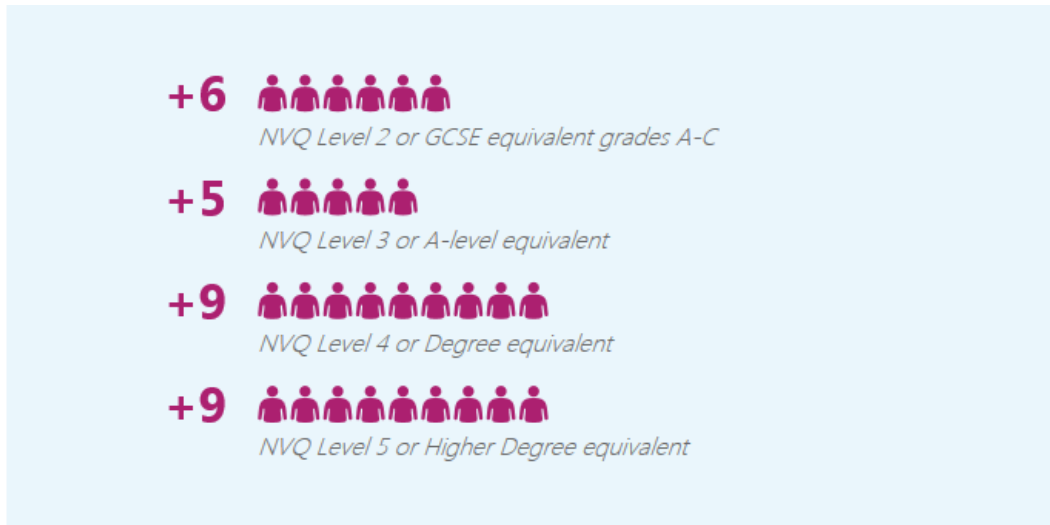 +6
NVQ Level 2 or GCSE equivalent grades A-C
+5
NVQ Level 3 or A-level equivalent
+9
NVQ Level 4 or Degree equivalent
+9
NVQ Level 5 or Higher Degree equivalent